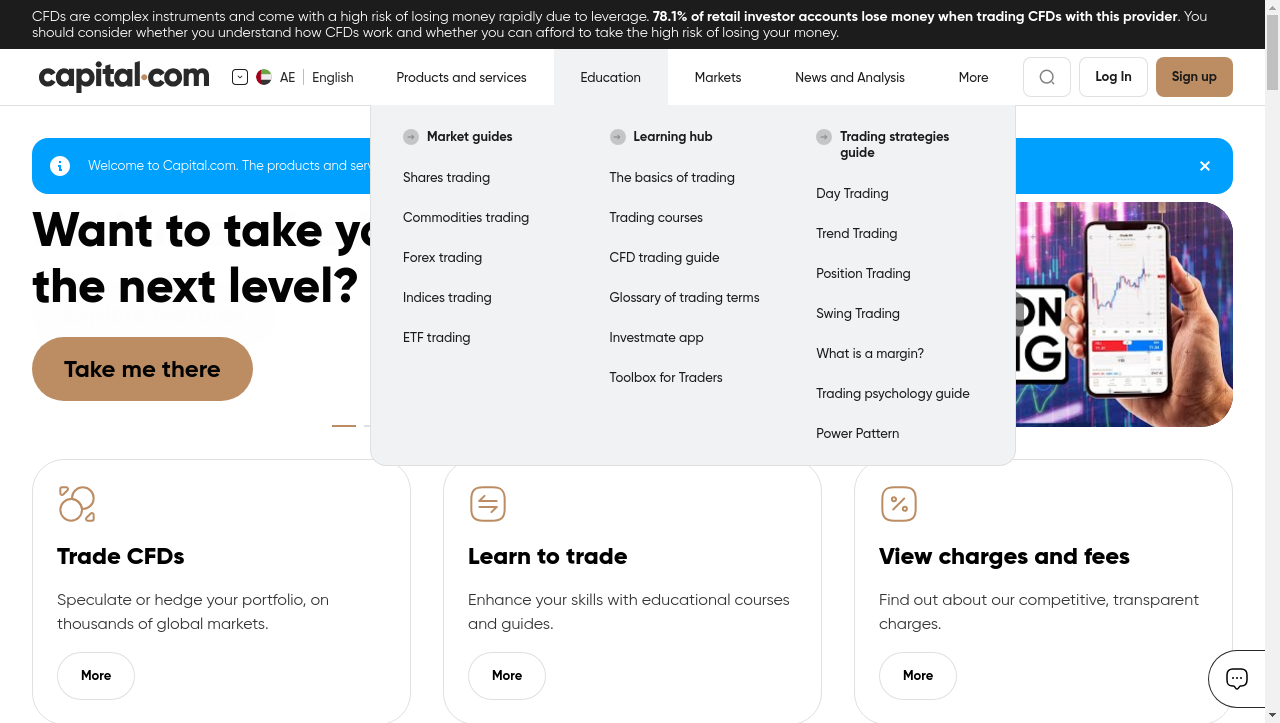 CFDs are complex instruments and come with a high risk of losing money rapidly due to leverage. 78.1% of retail investor accounts lose money when trading CFDs with this provider. You
should consider whether you understand how CFDs work and whether you can afford to take the high risk of losing your money.
capital.com
AE
English
Products and services
Education
Markets
News and Analysis
More
Log In
Sign up
Market guides
Shares trading
Commodities trading
Forex trading
Indices trading
ETF trading
Learning hub
The basics of trading
Trading courses
CFD trading guide
Glossary of trading terms
Investmate app
Toolbox for Traders
Trading strategies
guide
Day Trading
Trend Trading
Position Trading
Swing Trading
What is a margin?
Trading psychology guide
Power Pattern
Welcome to Capital.com. The products and
Want to take
the next level?
Take me there
Trade CFDs
Speculate or hedge your portfolio, on
thousands of global markets.
More
Learn to trade
Enhance your skills with educational courses
and guides.
More
View charges and fees
Find out about our competitive, transparent
charges.
More